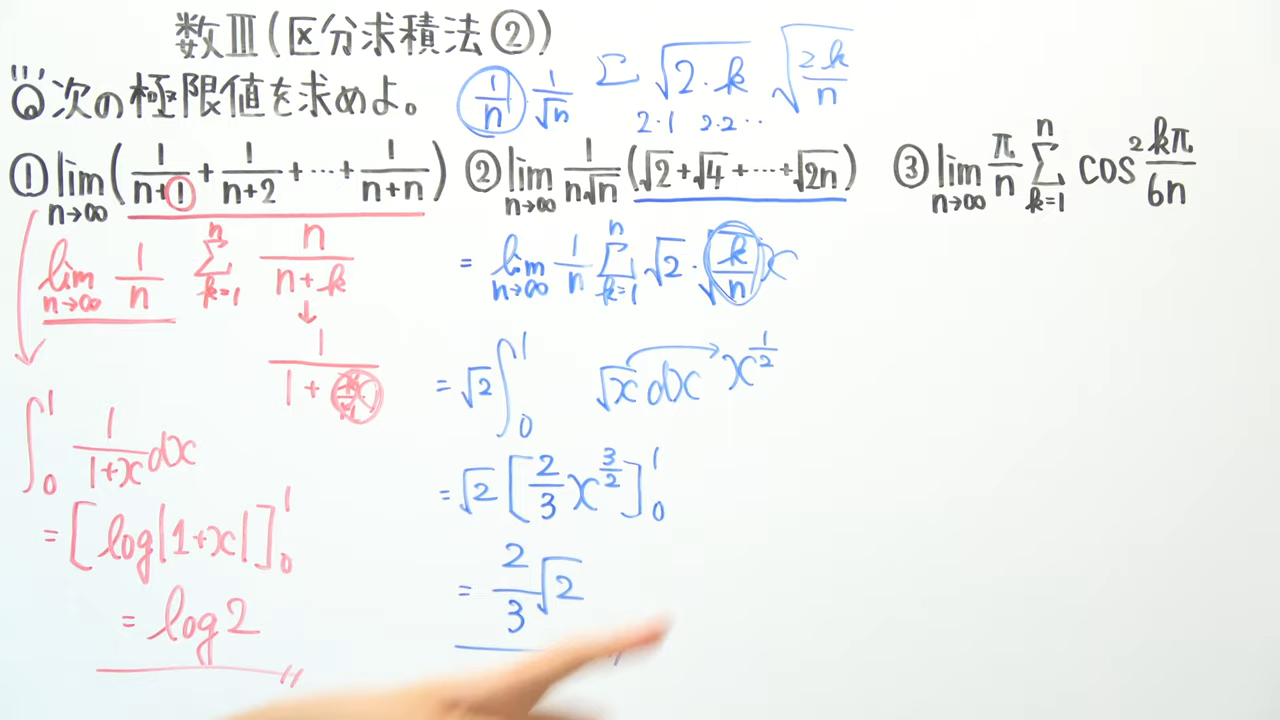 数Ⅲ(区分求積法②)
Q次の極限値を求めよ。
1/n 1/√n Σ √2・k √(2k/n)
2・1 2・2 ‥
① lim n→∞ (1/(n+1) + 1/(n+2) + … + 1/(n+n))
lim n→∞ 1/n Σ k=1 n n/(n+k)
↓
1/(1+x)
∫ 0 1 1/(1+x) dx
= [log|1+x|] 0 1
= log2
② lim n→∞ 1/(n√n) (√2+√4+…+√2n)
= lim n→∞ 1/n Σ k=1 n √2・√(k/n) x
= √2 ∫ 0 1 √x dx x^(1/2)
= √2 [2/3 x^(3/2)] 0 1
= 2/3 √2
③ lim n→∞ π/n Σ k=1 n cos² kπ/6n